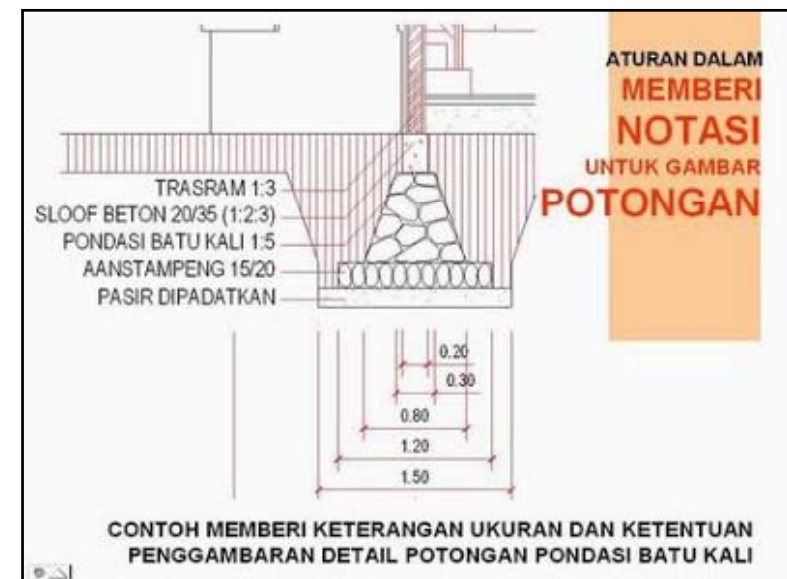 ATURAN DALAM
MEMBERI
NOTASI
UNTUK GAMBAR
POTONGAN
TRASRAM 1:3
SLOOF BETON 20/35 (1:2:3)
PONDASI BATU KALI 1:5
AANSTAMPENG 15/20
PASIR DIPADATKAN
0.20
0.30
0.80
1.20
1.50
CONTOH MEMBERI KETERANGAN UKURAN DAN KETENTUAN
PENGGAMBARAN DETAIL POTONGAN PONDASI BATU KALI